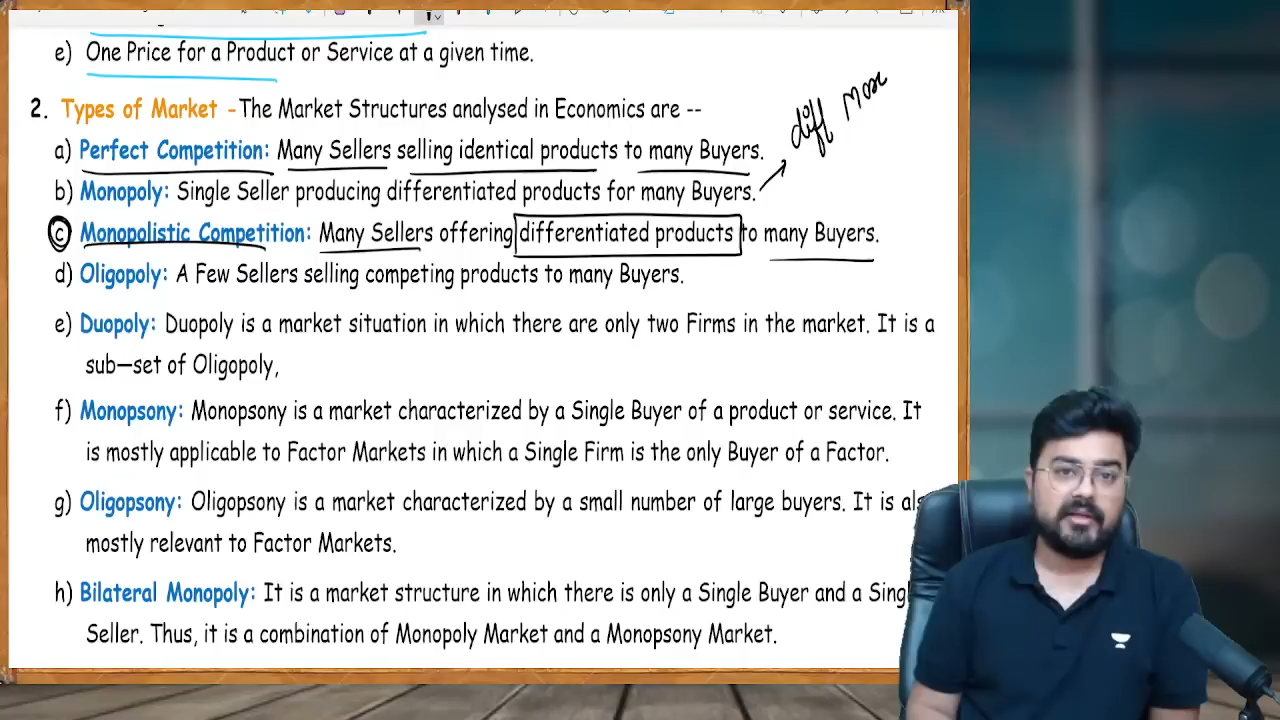 e) One Price for a Product or Service at a given time.
2. Types of Market - The Market Structures analysed in Economics are --
a) Perfect Competition: Many Sellers selling identical products to many Buyers.
b) Monopoly: Single Seller producing differentiated products for many Buyers.
diff
c) Monopolistic Competition: Many Sellers offering differentiated products to many Buyers.
d) Oligopoly: A Few Sellers selling competing products to many Buyers.
e) Duopoly: Duopoly is a market situation in which there are only two Firms in the market. It is a
sub–set of Oligopoly,
f) Monopsony: Monopsony is a market characterized by a Single Buyer of a product or service. It
is mostly applicable to Factor Markets in which a Single Firm is the only Buyer of a Factor.
g) Oligopsony: Oligopsony is a market characterized by a small number of large buyers. It is als
mostly relevant to Factor Markets.
h) Bilateral Monopoly: It is a market structure in which there is only a Single Buyer and a Sing
Seller. Thus, it is a combination of Monopoly Market and a Monopsony Market.